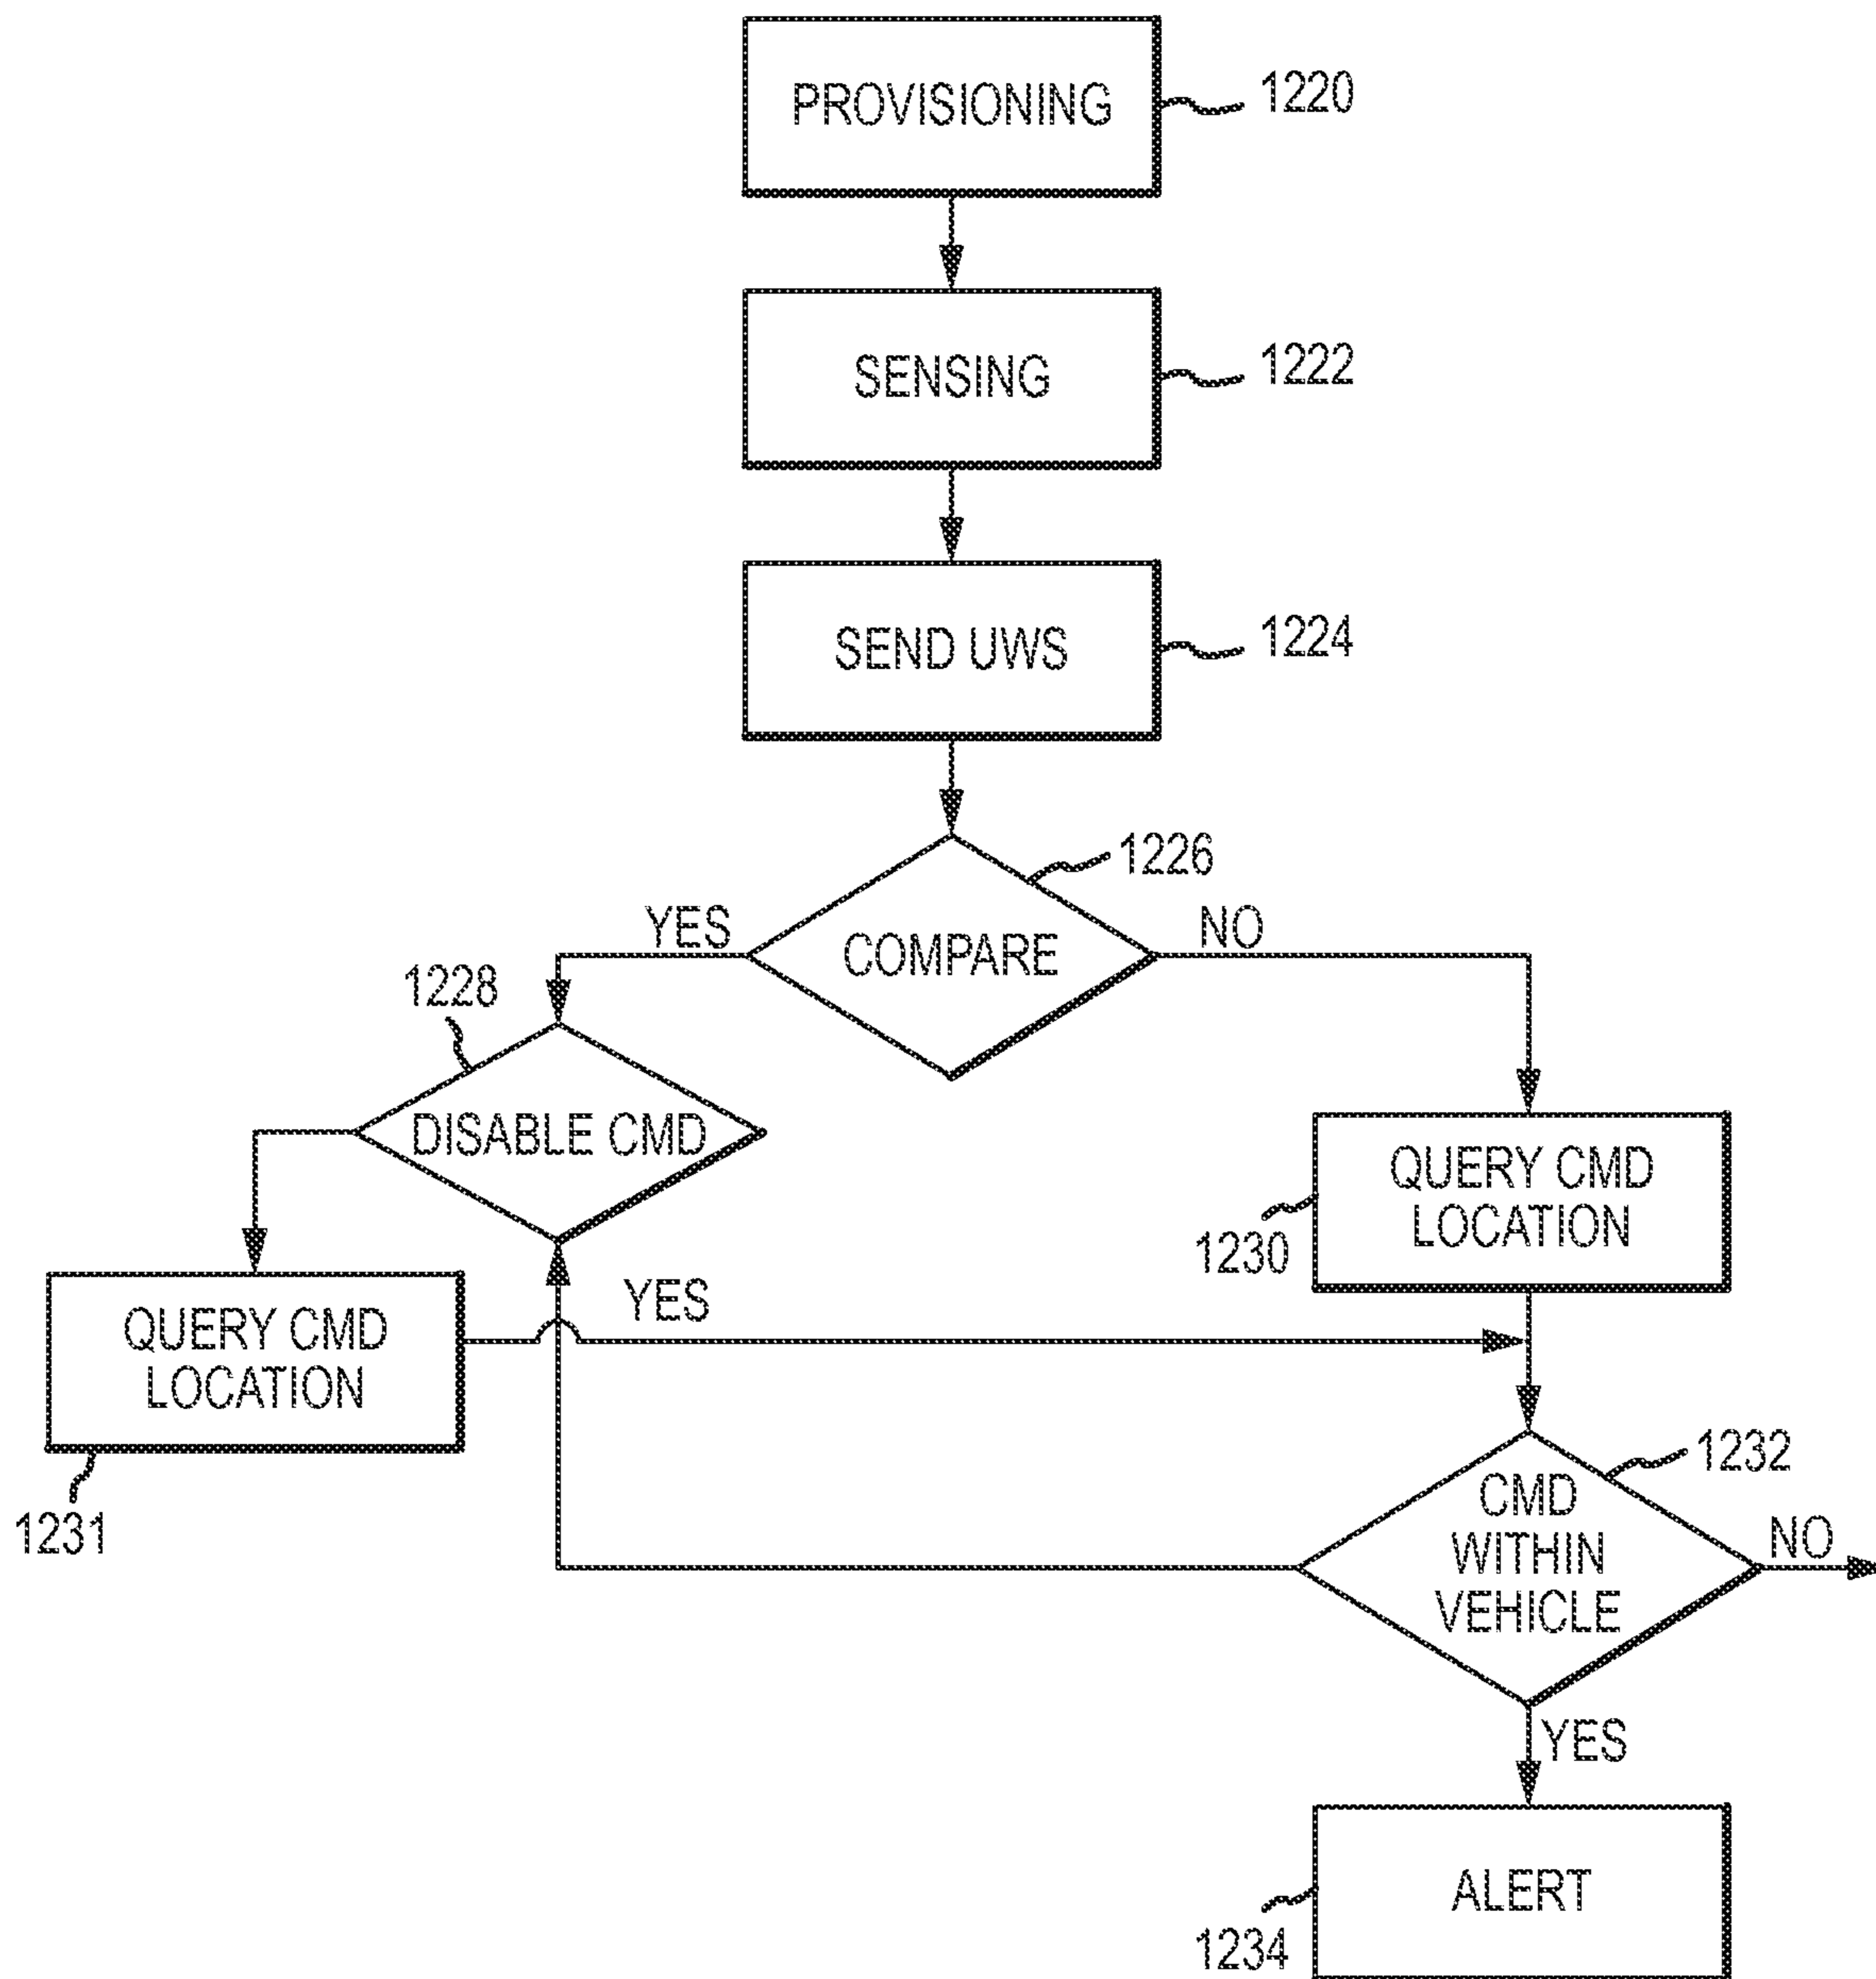 PROVISIONING
1220
SENSING
1222
SEND UWS
1224
1226
YES
COMPARE
NO
1228
DISABLE CMD
QUERY CMD
LOCATION
1230
YES
QUERY CMD
LOCATION
1231
1232
CMD
WITHIN
VEHICLE
NO
YES
ALERT
1234